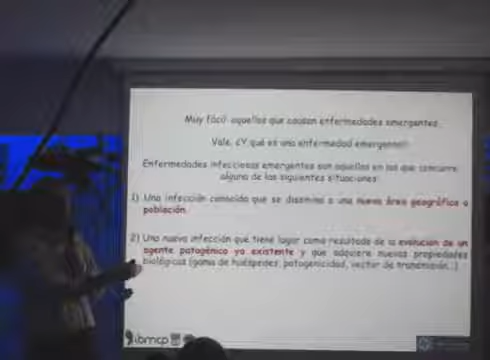 Muy fácil: aquellos que causan enfermedades emergentes.
Vale, ¿Y qué es una enfermedad emergente?
Enfermedades infecciosas emergentes son aquellas en las que concurre
alguna de las siguientes situaciones:
1) Una infección conocida que se disemina a una nueva área geográfica o
población.
2) Una nueva infección que tiene lugar como resultado de la evolución de un
agente patogénico ya existente y que adquiere nuevas propiedades
biológicas (gama de huéspedes, patogenicidad, vector de transmisión,..)
ibmcp